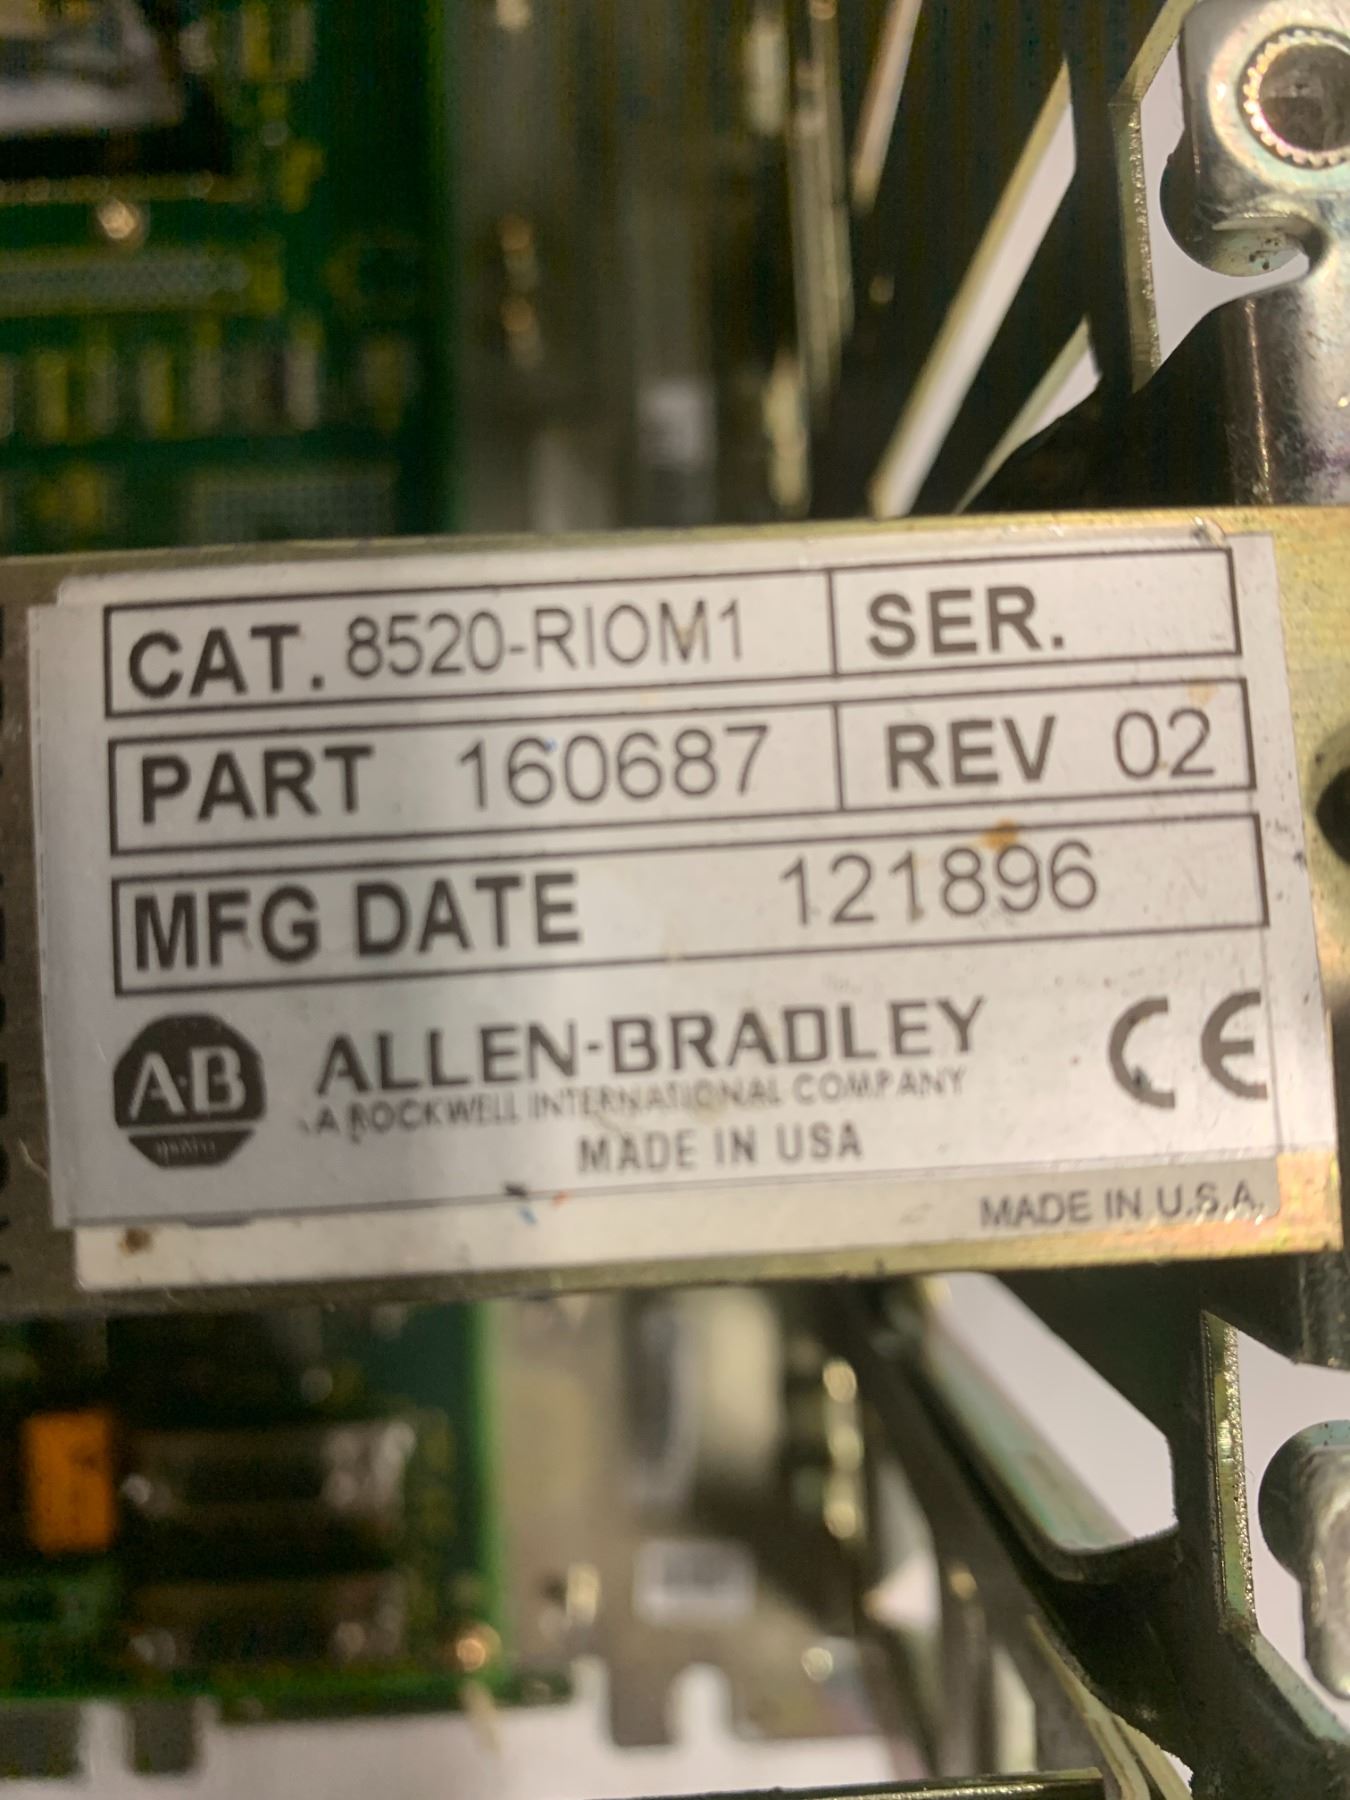 CAT. 8520-RIOM1 SER.
PART 160687 REV 02
MFG DATE 121896
A·B
ALLEN-BRADLEY
A ROCKWELL INTERNATIONAL COMPANY
MADE IN USA
CE
MADE IN U.S.A.